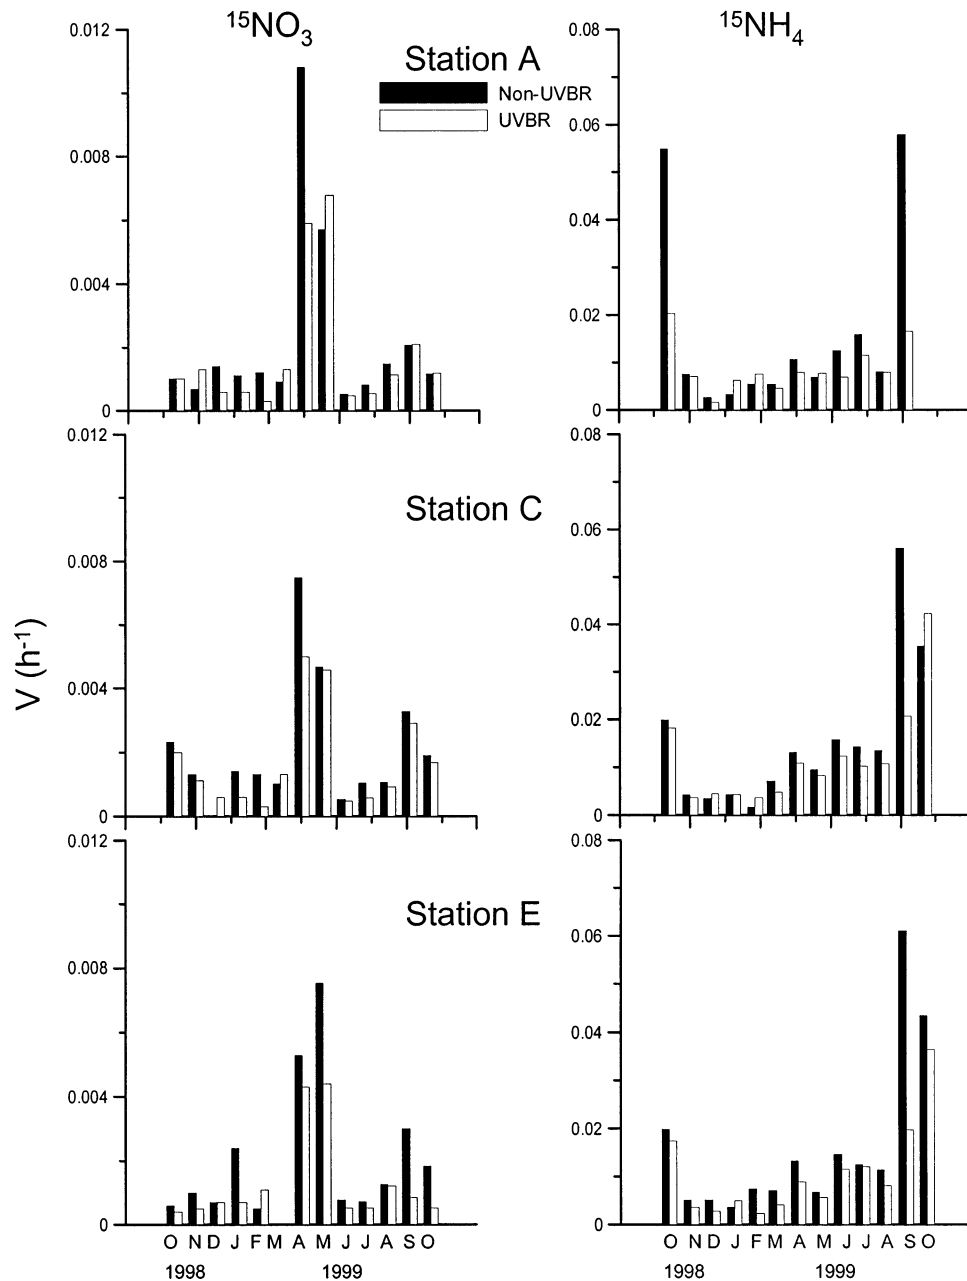 15NO3 15NH4
Station A
Non-UVBR
UVBR
0.012 0.08
0.06
0.008
0.04
0.004
0.02
0 0
0.012 0.08
Station C
0.06
0.008
0.04
0.004
0.02
0 0
V (h-1)
0.012 0.08
Station E
0.06
0.008
0.04
0.004
0.02
0 0
O N D J F M A M J J A S O O N D J F M A M J J A S O
1998 1999 1998 1999